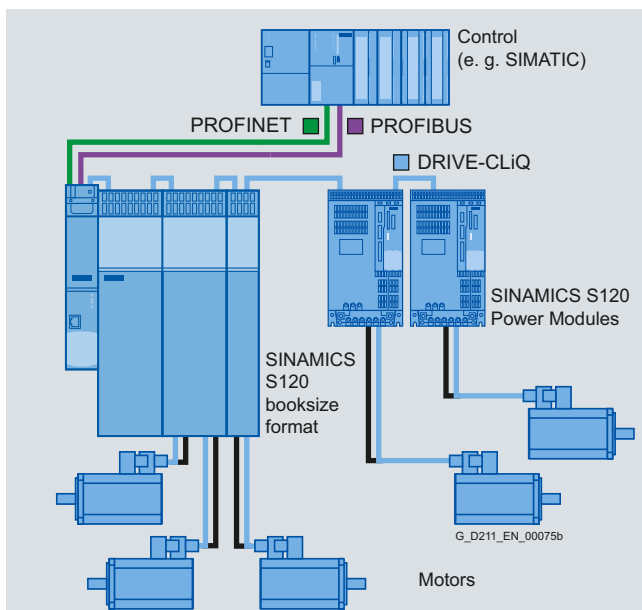 Control
(e. g. SIMATIC)
PROFINET
PROFIBUS
DRIVE-CLiQ
SINAMICS S120
Power Modules
SINAMICS
S120
booksize
format
G_D211_EN_00075b
Motors